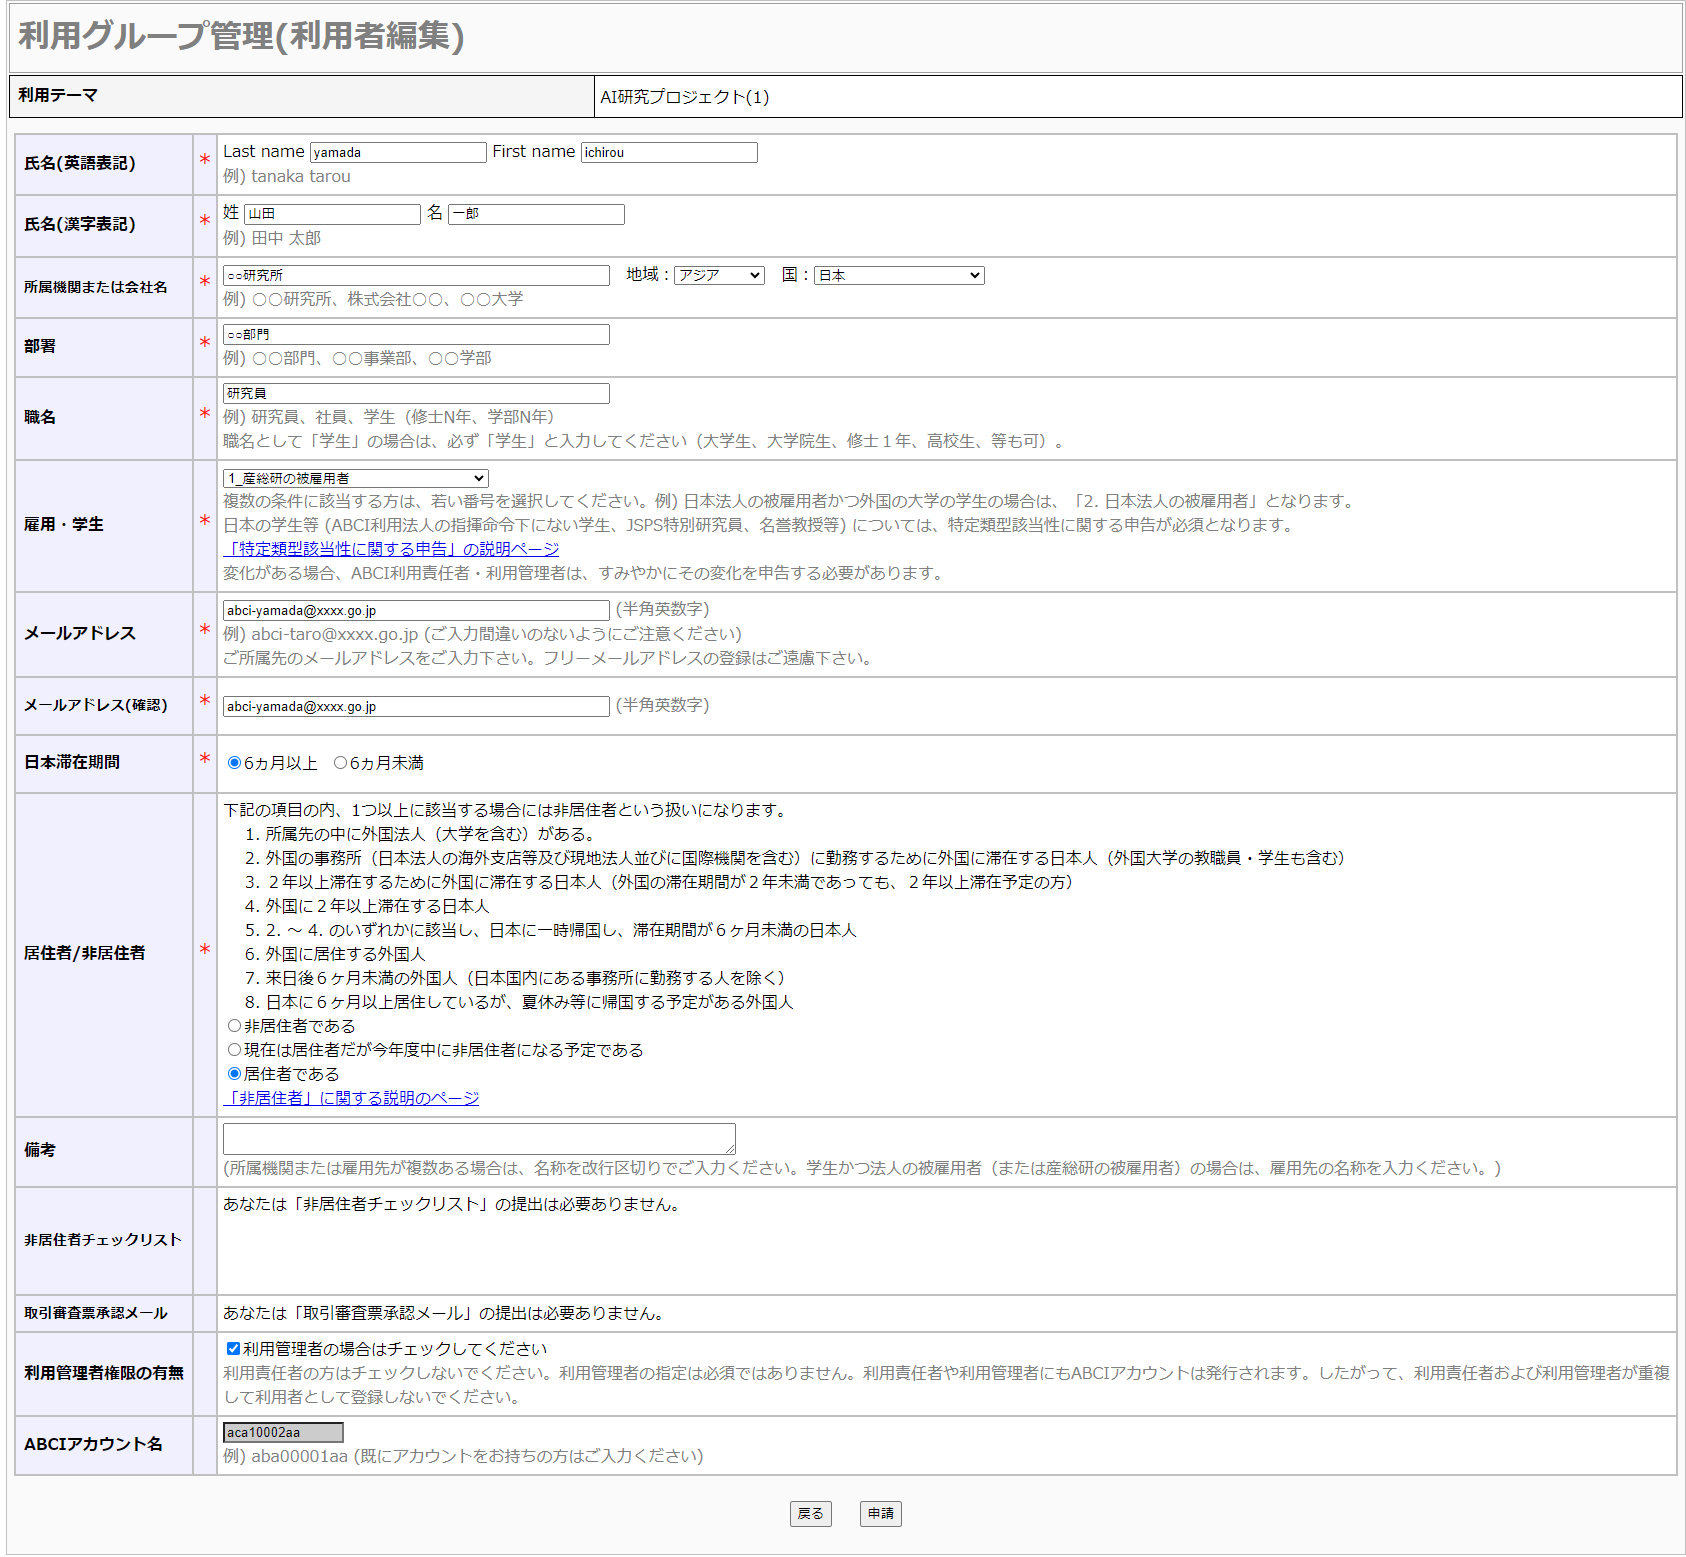 利用グループ管理(利用者編集)
利用テーマ AI研究プロジェクト(1)
氏名(英語表記) * Last name yamada First name ichirou
例) tanaka tarou
氏名(漢字表記) * 姓 山田 名 一郎
例) 田中 太郎
所属機関または会社名 * ○○研究所 地域：アジア 国：日本
例) ○○研究所、株式会社○○、○○大学
部署 * ○○部門
例) ○○部門、○○事業部、○○学部
職名 * 研究員
例) 研究員、社員、学生（修士N年、学部N年）
職名として「学生」の場合は、必ず「学生」と入力してください（大学生、大学院生、修士１年、高校生、等も可）。
雇用・学生 * 1_産総研の被雇用者
複数の条件に該当する方は、若い番号を選択してください。例) 日本法人の被雇用者かつ外国の大学の学生の場合は、「2. 日本法人の被雇用者」となります。
日本の学生等 (ABCI利用法人の指揮命令下にない学生、JSPS特別研究員、名誉教授等) については、特定類型該当性に関する申告が必須となります。
「特定類型該当性に関する申告」の説明ページ
変化がある場合、ABCI利用責任者・利用管理者は、すみやかにその変化を申告する必要があります。
メールアドレス * abci-yamada@xxxx.go.jp (半角英数字)
例) abci-taro@xxxx.go.jp (ご入力間違いのないようにご注意ください)
ご所属先のメールアドレスをご入力下さい。フリーメールアドレスの登録はご遠慮下さい。
メールアドレス(確認) * abci-yamada@xxxx.go.jp (半角英数字)
日本滞在期間 * 6ヵ月以上 6ヵ月未満
居住者/非居住者 *
下記の項目の内、1つ以上に該当する場合には非居住者という扱いになります。
1. 所属先の中に外国法人（大学を含む）がある。
2. 外国の事務所（日本法人の海外支店等及び現地法人並びに国際機関を含む）に勤務するために外国に滞在する日本人（外国大学の教職員・学生も含む）
3. ２年以上滞在するために外国に滞在する日本人（外国の滞在期間が２年未満であっても、２年以上滞在予定の方）
4. 外国に２年以上滞在する日本人
5. 2. ～ 4. のいずれかに該当し、日本に一時帰国し、滞在期間が６ヶ月未満の日本人
6. 外国に居住する外国人
7. 来日後６ヶ月未満の外国人（日本国内にある事務所に勤務する人を除く）
8. 日本に６ヶ月以上居住しているが、夏休み等に帰国する予定がある外国人
非居住者である
現在は居住者だが今年度中に非居住者になる予定である
居住者である
「非居住者」に関する説明のページ
備考
(所属機関または雇用先が複数ある場合は、名称を改行区切りでご入力ください。学生かつ法人の被雇用者（または産総研の被雇用者）の場合は、雇用先の名称を入力ください。)
非居住者チェックリスト あなたは「非居住者チェックリスト」の提出は必要ありません。
取引審査票承認メール あなたは「取引審査票承認メール」の提出は必要ありません。
利用管理者権限の有無 利用管理者の場合はチェックしてください
利用責任者の方はチェックしないでください。利用管理者の指定は必須ではありません。利用責任者や利用管理者にもABCIアカウントは発行されます。したがって、利用責任者および利用管理者が重複
して利用者として登録しないでください。
ABCIアカウント名 aca10002aa
例) aba00001aa (既にアカウントをお持ちの方はご入力ください)
戻る 申請